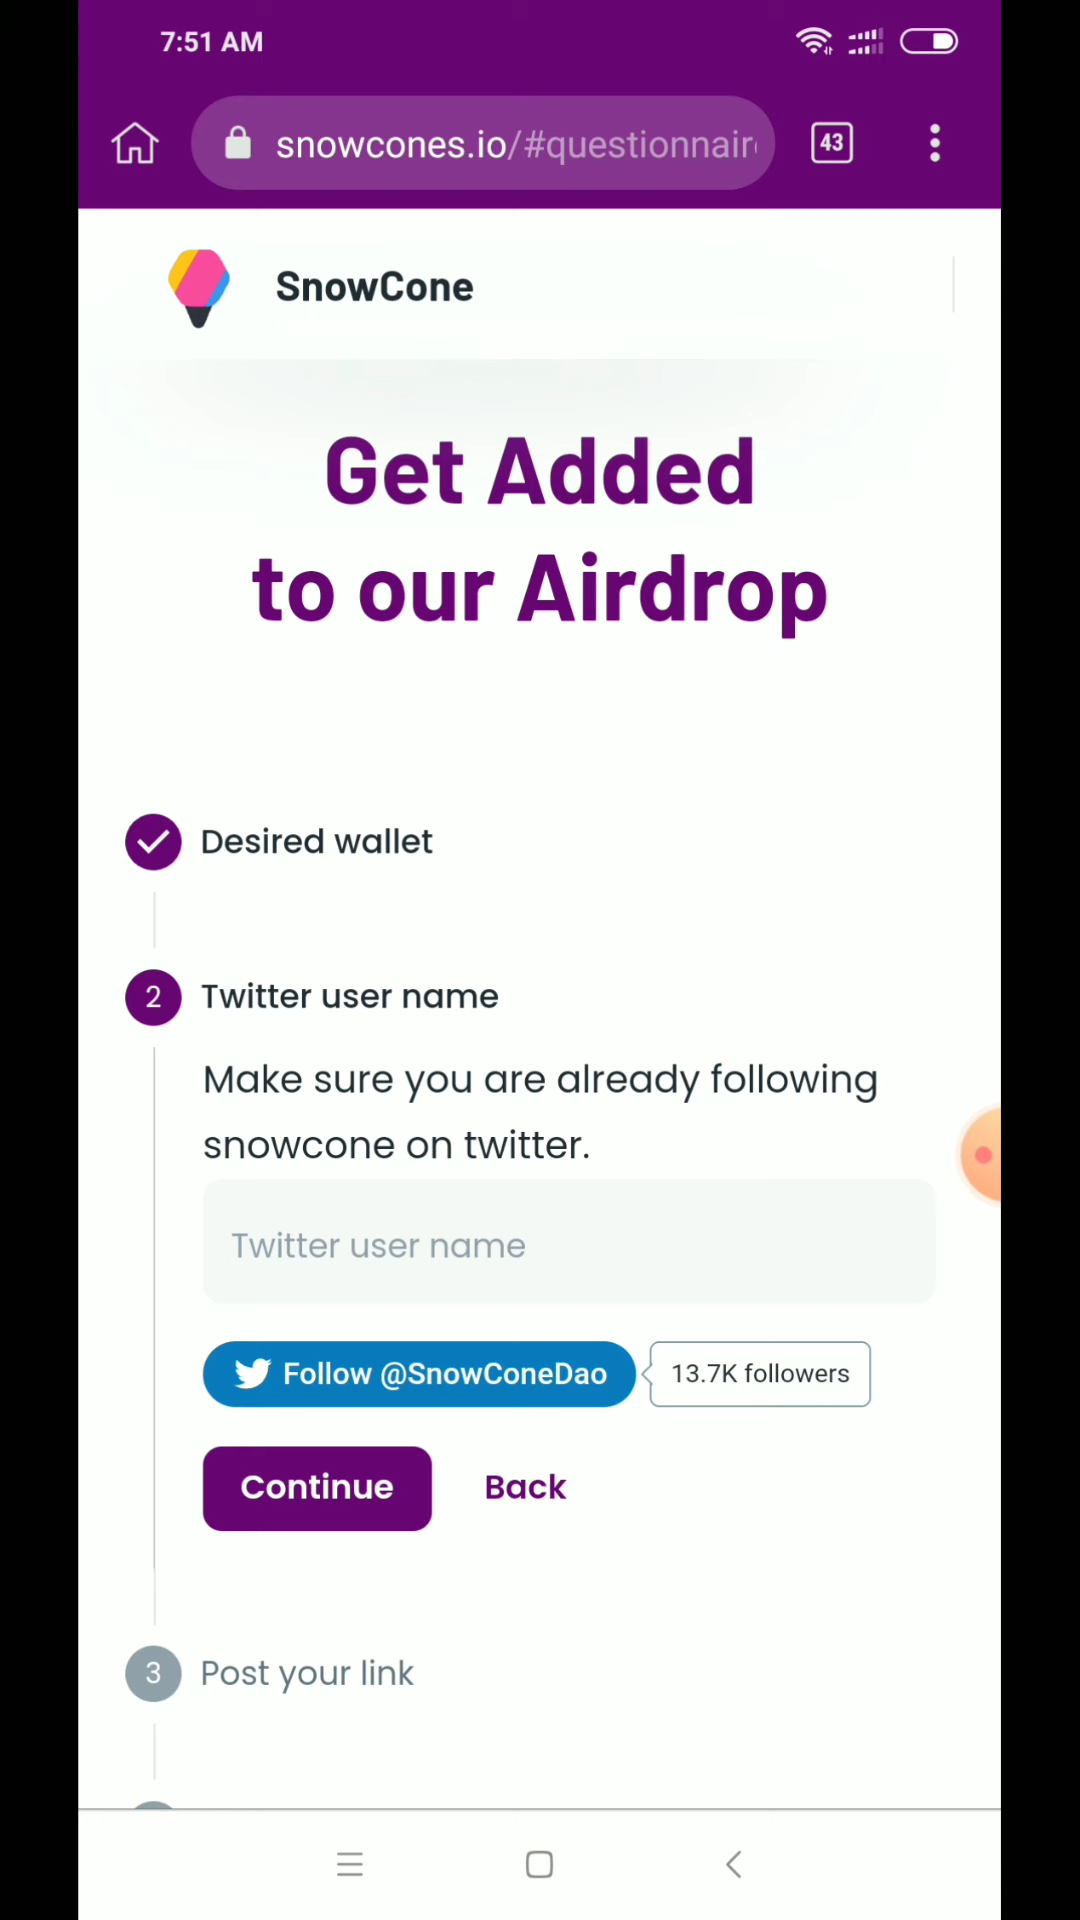 7:51 AM
snowcones.io/#questionnair
43
SnowCone
Get Added
to our Airdrop
Desired wallet
2 Twitter user name
Make sure you are already following
snowcone on twitter.
Twitter user name
Follow @SnowConeDao 13.7K followers
Continue Back
3 Post your link